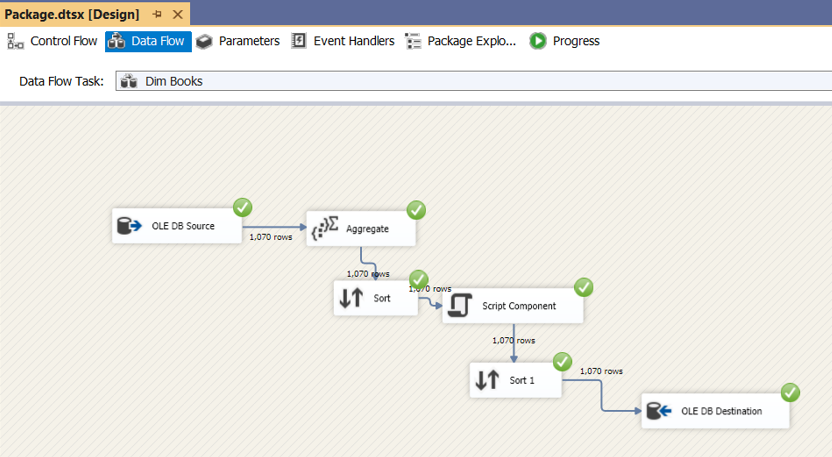 Package.dtsx [Design]
Control Flow
Data Flow
Parameters
Event Handlers
Package Explo...
Progress
Data Flow Task:
Dim Books
OLE DB Source
1,070 rows
Aggregate
1,070 rows
Sort
1,070 rows
Script Component
1,070 rows
Sort 1
1,070 rows
OLE DB Destination